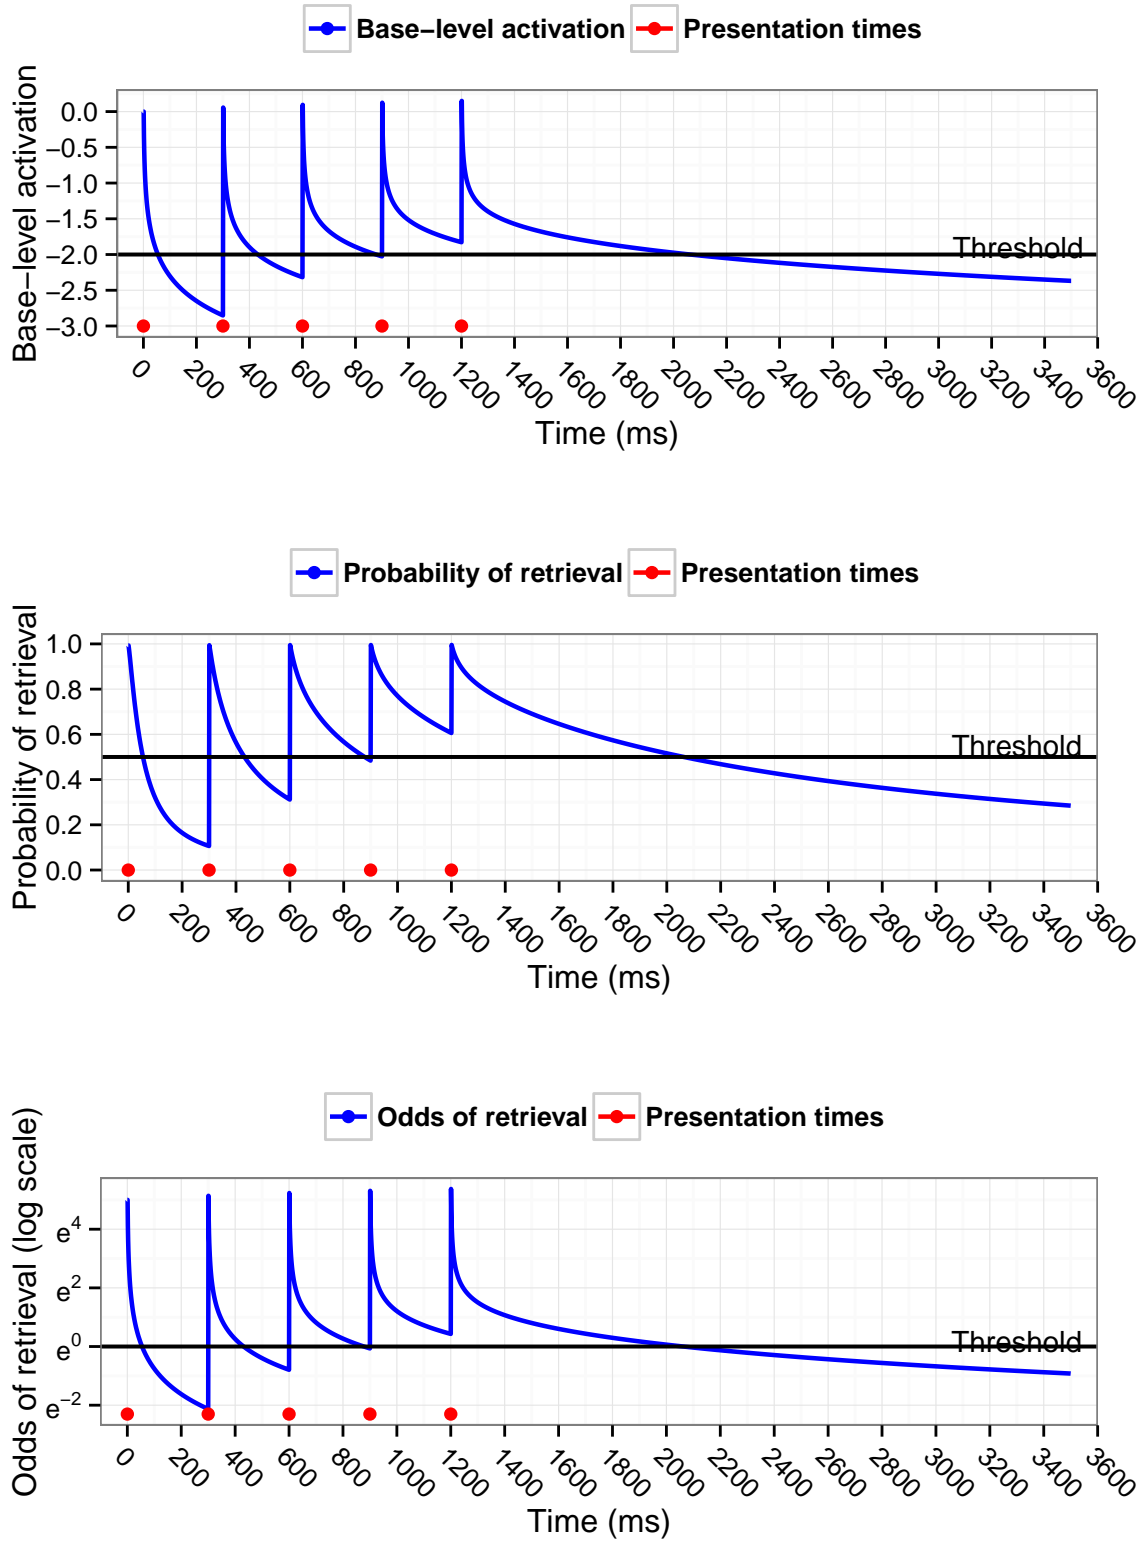 Base−level activation Presentation times
Base−level activation
0.0
−0.5
−1.0
−1.5
−2.0
−2.5
−3.0
Threshold
0 200 400 600 800 1000 1200 1400 1600 1800 2000 2200 2400 2600 2800 3000 3200 3400 3600
Time (ms)
Probability of retrieval Presentation times
Probability of retrieval
1.0
0.8
0.6
0.4
0.2
0.0
Threshold
0 200 400 600 800 1000 1200 1400 1600 1800 2000 2200 2400 2600 2800 3000 3200 3400 3600
Time (ms)
Odds of retrieval Presentation times
Odds of retrieval (log scale)
e⁴
e²
e⁰
e⁻²
Threshold
0 200 400 600 800 1000 1200 1400 1600 1800 2000 2200 2400 2600 2800 3000 3200 3400 3600
Time (ms)